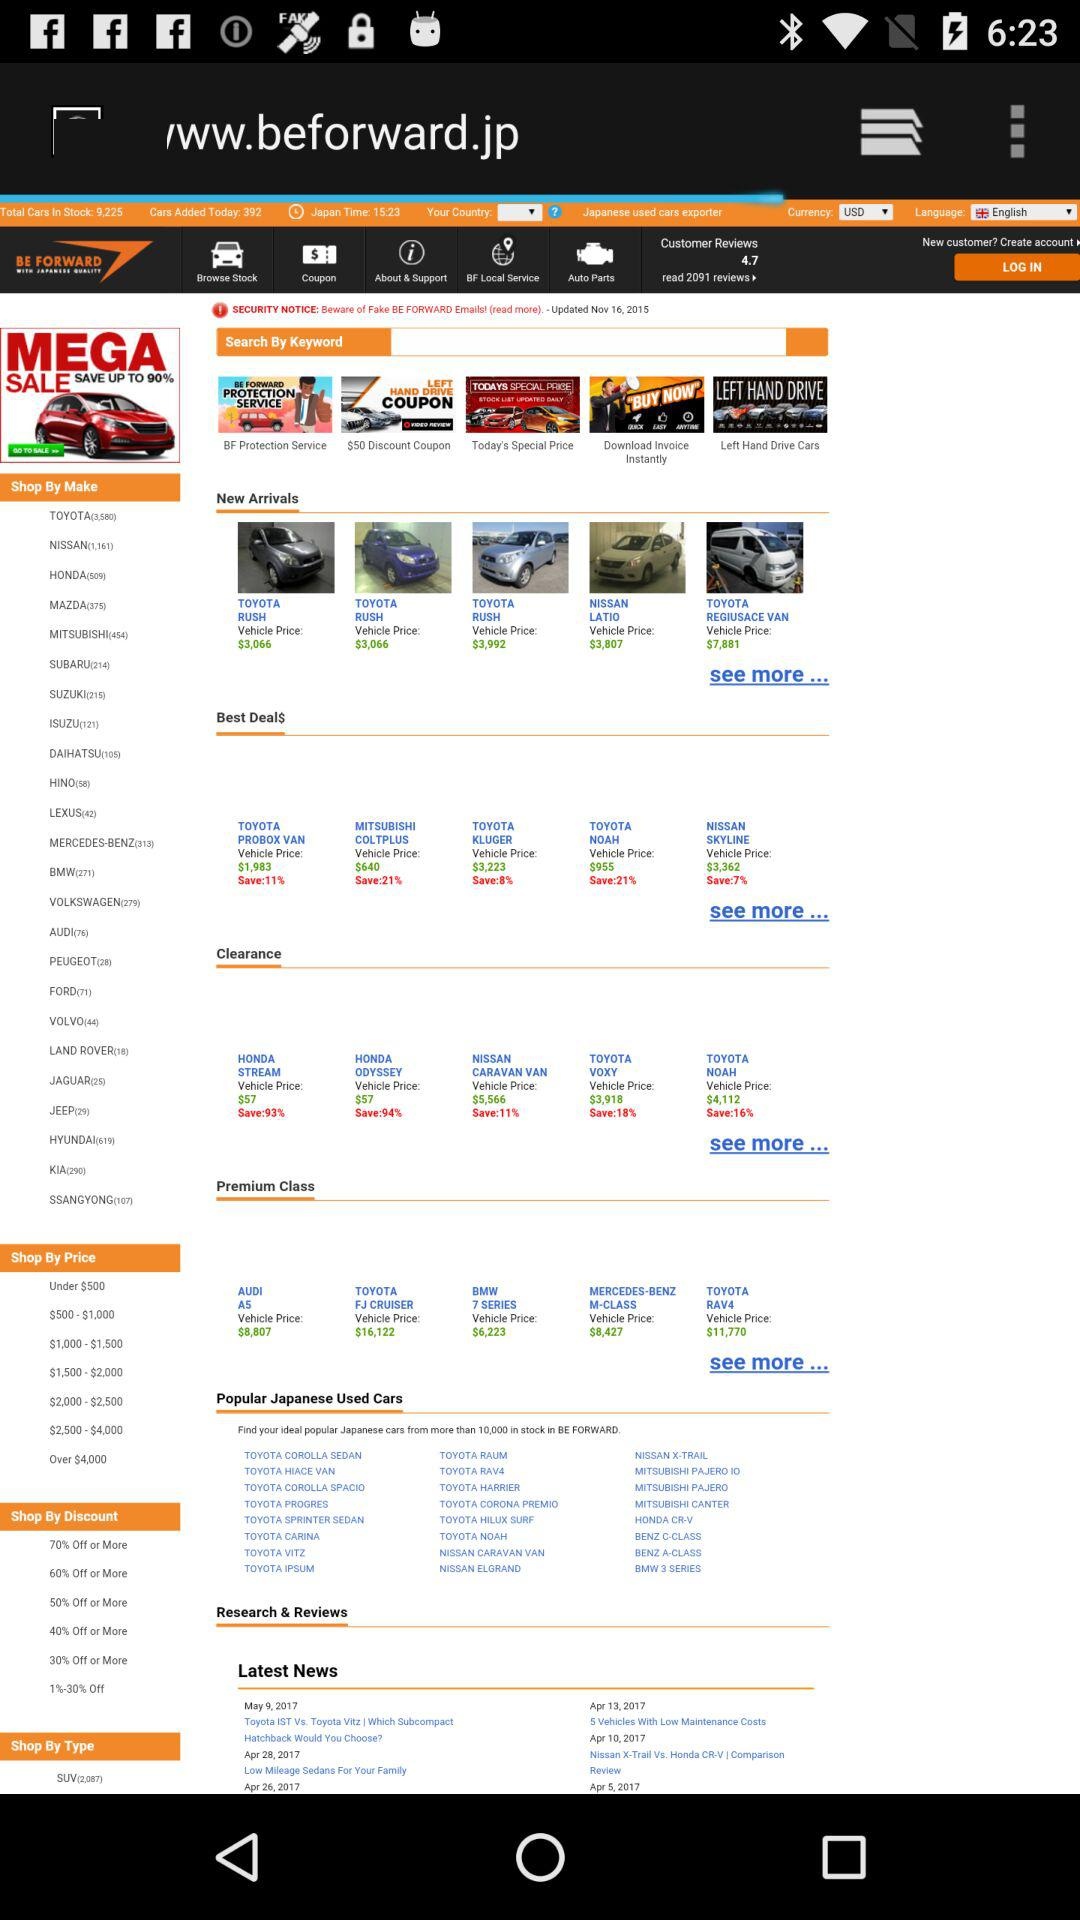 FAKE
6:23
www.beforward.jp
Total Cars In Stock: 9,225 Cars Added Today: 392 Japan Time: 15:23 Your Country: ? Japanese used cars exporter Currency: USD Language: English
BE FORWARD
WITH JAPANESE QUALITY
Browse Stock
Coupon
About & Support
BF Local Service
Auto Parts
Customer Reviews
4.7
read 2091 reviews
New customer? Create account
LOG IN
SECURITY NOTICE: Beware of Fake BE FORWARD Emails! (read more). - Updated Nov 16, 2015
MEGA
SALE SAVE UP TO 90%
GO TO SALE >>
Shop By Make
TOYOTA(3,580)
NISSAN(1,161)
HONDA(509)
MAZDA(375)
MITSUBISHI(454)
SUBARU(214)
SUZUKI(215)
ISUZU(121)
DAIHATSU(105)
HINO(58)
LEXUS(42)
MERCEDES-BENZ(313)
BMW(271)
VOLKSWAGEN(279)
AUDI(76)
PEUGEOT(28)
FORD(71)
VOLVO(44)
LAND ROVER(18)
JAGUAR(25)
JEEP(29)
HYUNDAI(619)
KIA(290)
SSANGYONG(107)
Shop By Price
Under $500
$500 - $1,000
$1,000 - $1,500
$1,500 - $2,000
$2,000 - $2,500
$2,500 - $4,000
Over $4,000
Shop By Discount
70% Off or More
60% Off or More
50% Off or More
40% Off or More
30% Off or More
1%-30% Off
Shop By Type
SUV(2,087)
Search By Keyword
BE FORWARD
PROTECTION
SERVICE
BF Protection Service
LEFT
HAND DRIVE
COUPON
VIDEO REVIEW
$50 Discount Coupon
TODAYS SPECIAL PRICE
STOCK LIST UPDATED DAILY
Today's Special Price
"BUY NOW"
QUICK EASY ANYTIME
Download Invoice
Instantly
LEFT HAND DRIVE
Left Hand Drive Cars
New Arrivals
TOYOTA
RUSH
Vehicle Price:
$3,066
TOYOTA
RUSH
Vehicle Price:
$3,066
TOYOTA
RUSH
Vehicle Price:
$3,992
NISSAN
LATIO
Vehicle Price:
$3,807
TOYOTA
REGIUSACE VAN
Vehicle Price:
$7,881
see more ...
Best Deal$
TOYOTA
PROBOX VAN
Vehicle Price:
$1,983
Save:11%
MITSUBISHI
COLTPLUS
Vehicle Price:
$640
Save:21%
TOYOTA
KLUGER
Vehicle Price:
$3,223
Save:8%
TOYOTA
NOAH
Vehicle Price:
$955
Save:21%
NISSAN
SKYLINE
Vehicle Price:
$3,362
Save:7%
see more ...
Clearance
HONDA
STREAM
Vehicle Price:
$57
Save:93%
HONDA
ODYSSEY
Vehicle Price:
$57
Save:94%
NISSAN
CARAVAN VAN
Vehicle Price:
$5,566
Save:11%
TOYOTA
VOXY
Vehicle Price:
$3,918
Save:18%
TOYOTA
NOAH
Vehicle Price:
$4,112
Save:16%
see more ...
Premium Class
AUDI
A5
Vehicle Price:
$8,807
TOYOTA
FJ CRUISER
Vehicle Price:
$16,122
BMW
7 SERIES
Vehicle Price:
$6,223
MERCEDES-BENZ
M-CLASS
Vehicle Price:
$8,427
TOYOTA
RAV4
Vehicle Price:
$11,770
see more ...
Popular Japanese Used Cars
Find your ideal popular Japanese cars from more than 10,000 in stock in BE FORWARD.
TOYOTA COROLLA SEDAN
TOYOTA HIACE VAN
TOYOTA COROLLA SPACIO
TOYOTA PROGRES
TOYOTA SPRINTER SEDAN
TOYOTA CARINA
TOYOTA VITZ
TOYOTA IPSUM
TOYOTA RAUM
TOYOTA RAV4
TOYOTA HARRIER
TOYOTA CORONA PREMIO
TOYOTA HILUX SURF
TOYOTA NOAH
NISSAN CARAVAN VAN
NISSAN ELGRAND
NISSAN X-TRAIL
MITSUBISHI PAJERO IO
MITSUBISHI PAJERO
MITSUBISHI CANTER
HONDA CR-V
BENZ C-CLASS
BENZ A-CLASS
BMW 3 SERIES
Research & Reviews
Latest News
May 9, 2017
Toyota IST Vs. Toyota Vitz | Which Subcompact
Hatchback Would You Choose?
Apr 28, 2017
Low Mileage Sedans For Your Family
Apr 26, 2017
Apr 13, 2017
5 Vehicles With Low Maintenance Costs
Apr 10, 2017
Nissan X-Trail Vs. Honda CR-V | Comparison
Review
Apr 5, 2017